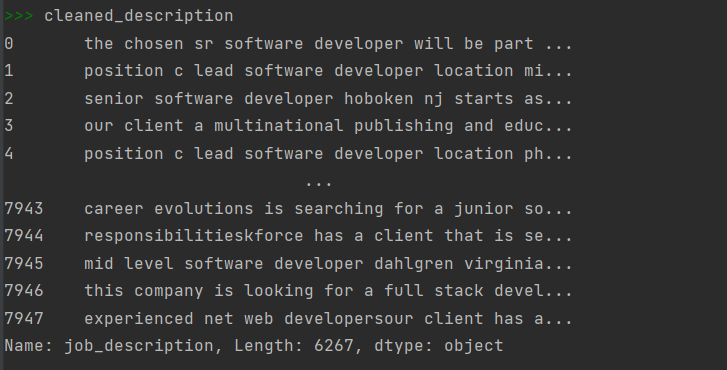 >>> cleaned_description
0       the chosen sr software developer will be part ...
1       position c lead software developer location mi...
2       senior software developer hoboken nj starts as...
3       our client a multinational publishing and educ...
4       position c lead software developer location ph...
                              ...
7943    career evolutions is searching for a junior so...
7944    responsibilitieskforce has a client that is se...
7945    mid level software developer dahlgren virginia...
7946    this company is looking for a full stack devel...
7947    experienced net web developersour client has a...
Name: job_description, Length: 6267, dtype: object